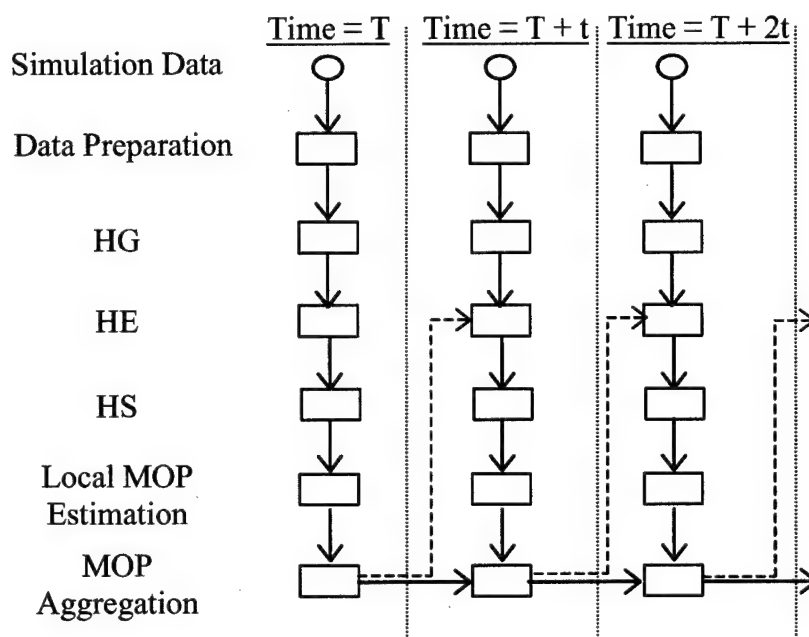 Time = T
Time = T + t
Time = T + 2t
Simulation Data
Data Preparation
HG
HE
HS
Local MOP
Estimation
MOP
Aggregation